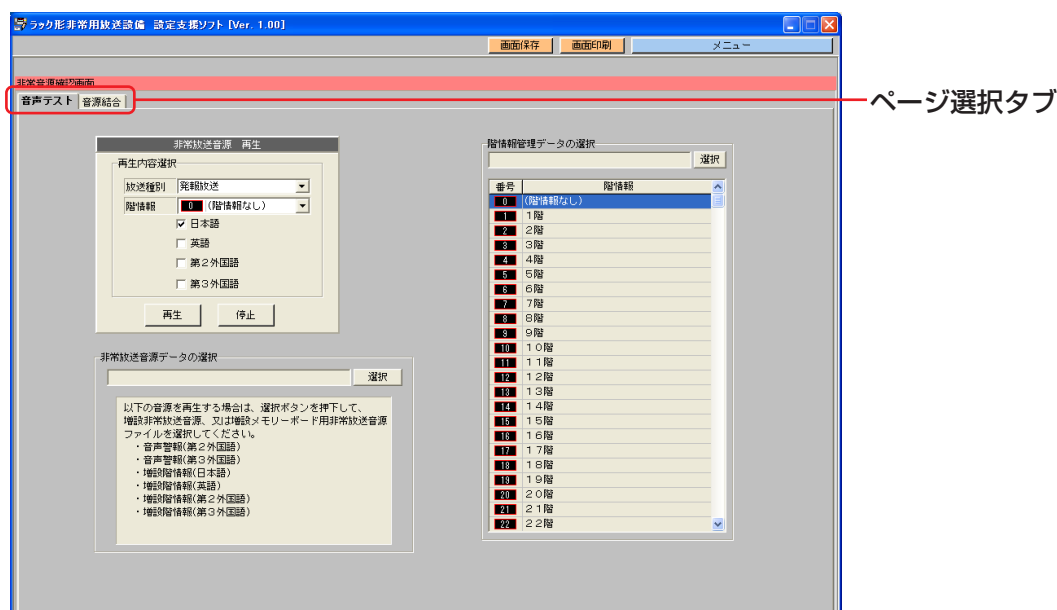 ラック形非常用放送設備 設定支援ソフト [Ver. 1.00]
画面保存 画面印刷 メニュー
非常音源確認画面
音声テスト 音源結合
ページ選択タブ
非常放送音源 再生
再生内容選択
放送種別 発報放送
階情報 0 (階情報なし)
日本語
英語
第2外国語
第3外国語
再生 停止
非常放送音源データの選択
選択
以下の音源を再生する場合は、選択ボタンを押下して、
増設非常放送音源、又は増設メモリーボード用非常放送音源
ファイルを選択してください。
・音声警報(第2外国語)
・音声警報(第3外国語)
・増設階情報(日本語)
・増設階情報(英語)
・増設階情報(第2外国語)
・増設階情報(第3外国語)
階情報管理データの選択
選択
番号 階情報
0 (階情報なし)
1 1階
2 2階
3 3階
4 4階
5 5階
6 6階
7 7階
8 8階
9 9階
10 10階
11 11階
12 12階
13 13階
14 14階
15 15階
16 16階
17 17階
18 18階
19 19階
20 20階
21 21階
22 22階